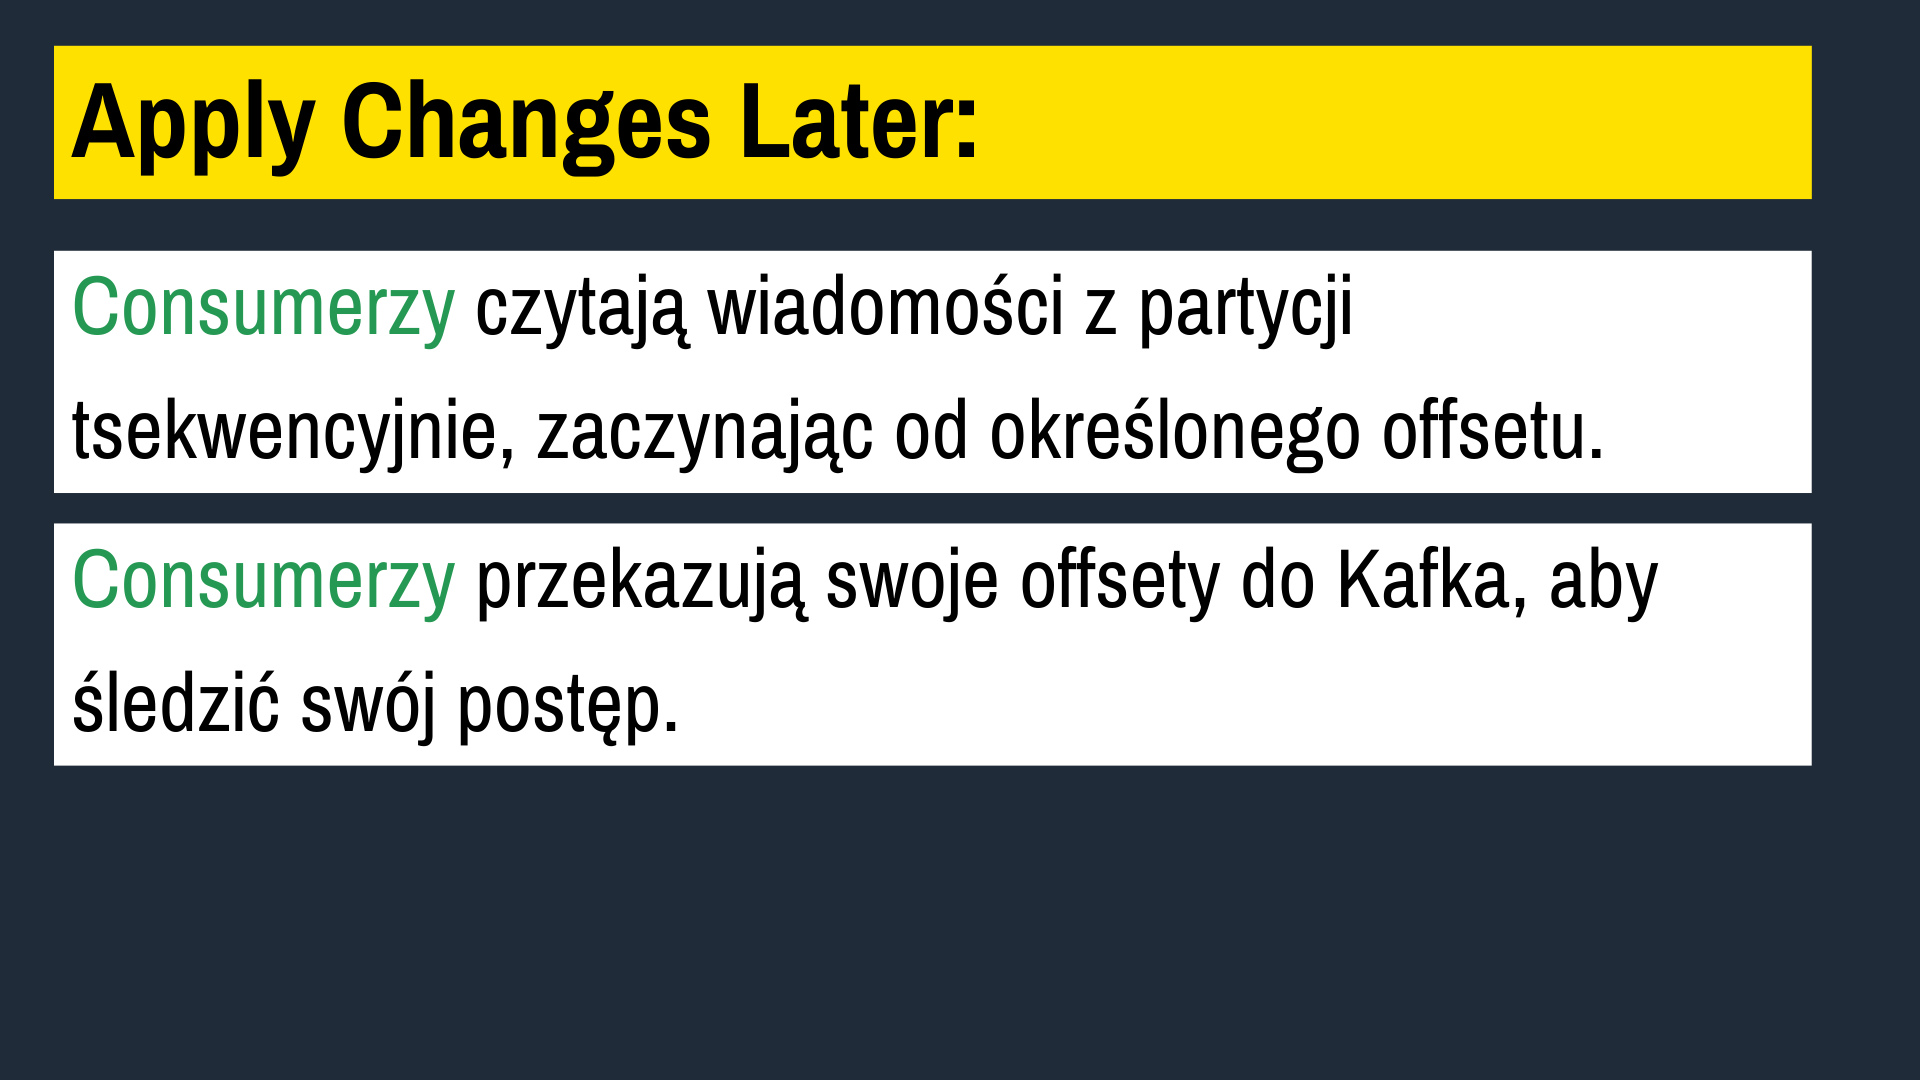 Apply Changes Later:
Consumerzy czytają wiadomości z partycji
tsekwencyjnie, zaczynając od określonego offsetu.
Consumerzy przekazują swoje offsety do Kafka, aby
śledzić swój postęp.